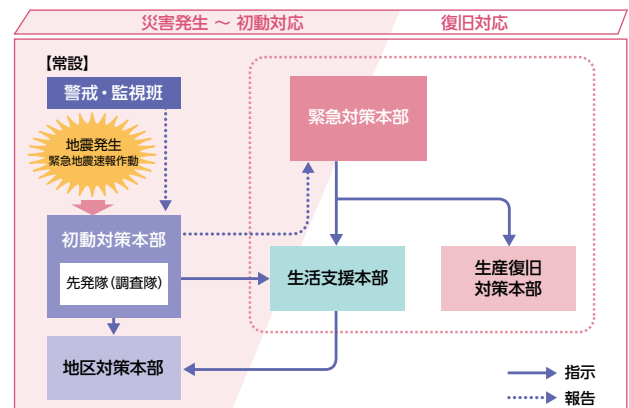 災害発生 ～ 初動対応
復旧対応
【常設】
警戒・監視班
地震発生
緊急地震速報作動
緊急対策本部
初動対策本部
先発隊（調査隊）
生活支援本部
生産復旧
対策本部
地区対策本部
指示
報告